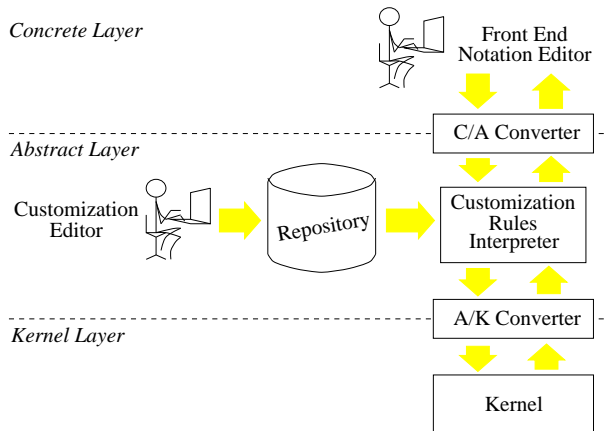 Concrete Layer
Front End
Notation Editor
C/A Converter
Abstract Layer
Customization
Editor
Repository
Customization
Rules
Interpreter
A/K Converter
Kernel Layer
Kernel